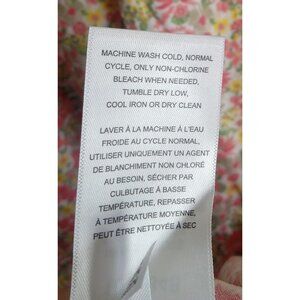 MACHINE WASH COLD, NORMAL
CYCLE, ONLY NON-CHLORINE
BLEACH WHEN NEEDED,
TUMBLE DRY LOW,
COOL IRON OR DRY CLEAN
LAVER À LA MACHINE À L'EAU
FROIDE AU CYCLE NORMAL,
UTILISER UNIQUEMENT UN AGENT
DE BLANCHIMENT NON CHLORÉ
AU BESOIN, SÉCHER PAR
CULBUTAGE À BASSE
TEMPÉRATURE, REPASSER
À TEMPÉRATURE MOYENNE,
PEUT ÊTRE NETTOYÉE À SEC